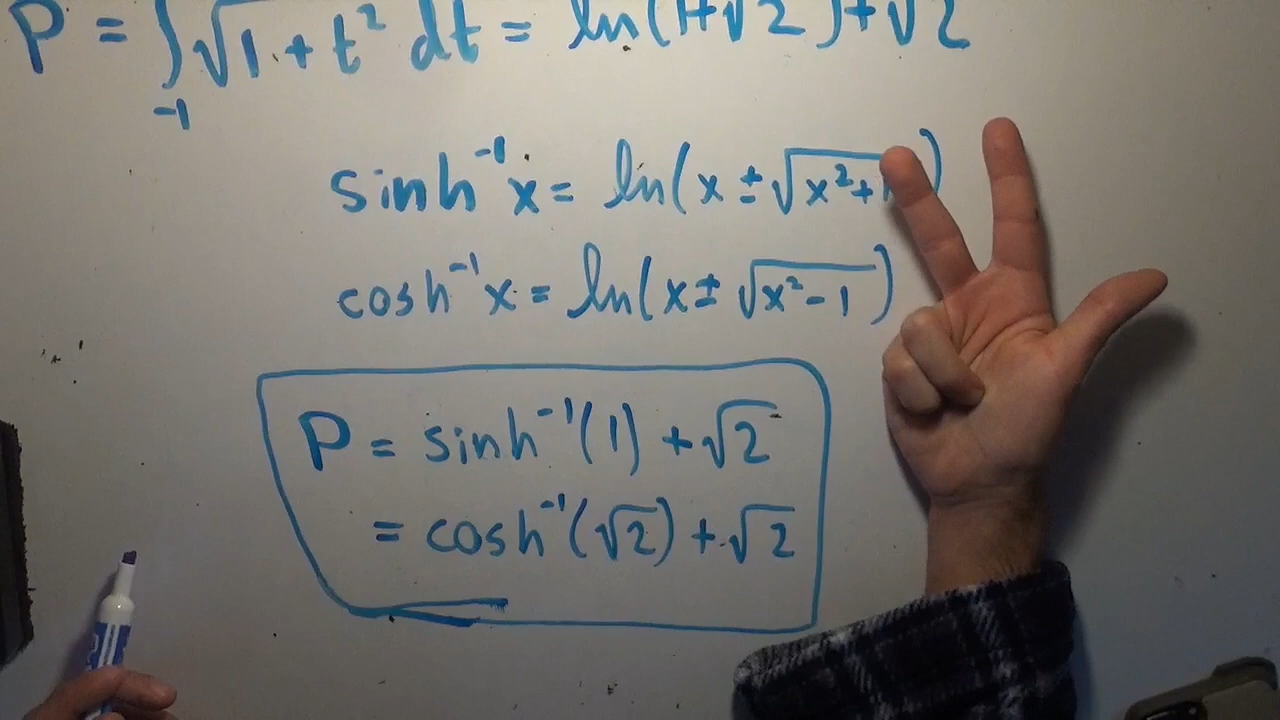 P = ∫₋₁ √(1 + t²) dt = ln(1+√2)+√2
sinh⁻¹x = ln(x ± √(x²+
cosh⁻¹x = ln(x ± √(x²-1))
P = sinh⁻¹(1) + √2
= cosh⁻¹(√2) + √2